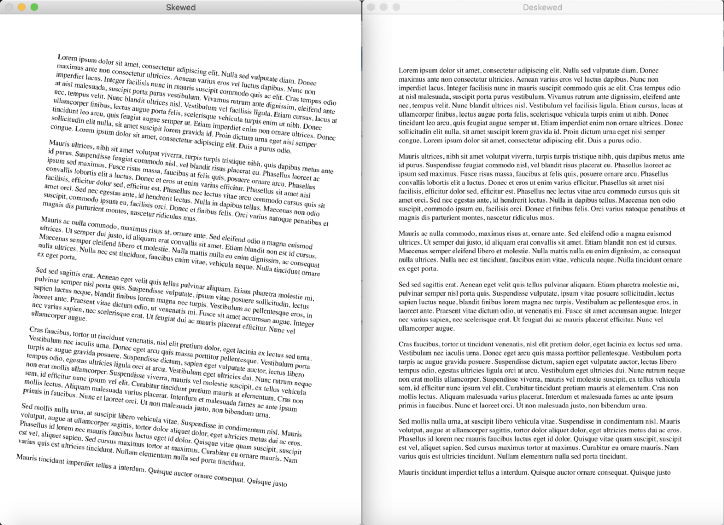 Skewed
Lorem ipsum dolor sit amet, consectetur adipiscing elit. Nulla sed vulputate diam. Donec
maximus ante non consectetur ultricies. Aenean varius eros vel luctus dapibus. Nunc non
imperdiet lacus. Integer facilisis nunc in mauris commodo quis ac elit. Cras tempus odio
at nisl malesuada, suscipit porta purus vestibulum. Vivamus rutrum ante quis diam
nec, tempus velit. Nunc blandit ultrices nisl. Vestibulum vel facilisis ligula. Etiam cursus, lacus at
ullamcorper finibus, lectus augue porta felis, scelerisque vehicula turpis enim ut nibh. Donec
tincidunt leo arcu, quis feugiat augue semper ut. Etiam imperdiet enim non ornare ultricies. Donec
sollicitudin elit nulla, sit amet suscipit lorem gravida id. Proin dictum urna eget nisi semper
congue. Lorem ipsum dolor sit amet, consectetur adipiscing elit. Duis a purus odio.
Mauris ultrices, nibh sit amet volutpat viverra, turpis turpis tristique nibh, quis dapibus metus ante
id purus. Suspendisse feugiat commodo nisl, vel blandit risus placerat eu. Phasellus laoreet ac
ipsum sed maximus. Fusce risus massa, faucibus at felis quis, posuere ornare arcu. Phasellus
convallis lobortis elit a luctus. Donec et eros at enim varius efficitur. Phasellus sit amet nisl
facilisis, efficitur dolor sed, efficitur est. Phasellus nec lectus vitae arcu commodo cursus quis sit
amet orci. Sed nec egestas ante, id hendrerit lectus. Nulla in dapibus tellus. Maecenas non odio
suscipit, commodo ipsum eu, facilisis orci. Donec et finibus felis. Orci varius natoque penatibus et
magnis dis parturient montes, nascetur ridiculus mus.
Mauris ac nulla commodo, maximus risus at, ornare ante. Sed eleifend odio a magna euismod
ultrices. Ut semper dui justo, id aliquam erat convallis sit amet. Etiam blandit non est id cursus.
Maecenas semper eleifend libero et molestie. Nulla mattis nulla eu enim dignissim, ac consequat
nulla ultrices. Nullam est tincidunt, faucibus enim vitae, vehicula neque. Nulla tincidunt ornare
ex eget porta.
Sed sed sagittis erat. Aenean eget velit quis tellus pulvinar aliquam. Etiam pharetra molestie mi,
pulvinar semper nisl porta quis. Suspendisse vulputate, ipsum vitae posuere sollicitudin, lectus
sapien luctus neque, blandit finibus lorem magna nec turpis. Vestibulum ac pellentesque eros, in
laoreet ante. Praesent vitae dictum odio, ut venenatis mi. Fusce sit amet accumsan augue. Integer
nec varius sapien, nec scelerisque erat. Ut feugiat dui ac mauris facilisis efficitur. Nunc vel
ullamcorper augue.
Cras faucibus, tortor ut tincidunt venenatis, nisl elit pretium dolor, eget lacinia ex lectus sed urna.
Vestibulum nec iaculis urna. Donec eget arcu quis massa porttitor pellentesque. Vestibulum porta
turpis ac augue gravida posuere. Suspendisse dictum, sapien eget vulputate auctor, lectus libero
tempus odio, egestas ultricies ligula orci at arcu. Vestibulum eget ultricies dui. Nunc tempus neque
non erat mollis ullamcorper. Suspendisse viverra, mauris vel molestie suscipit, ex tellus vehicula
sem, id efficitur nunc ipsum vel elit. Curabitur tincidunt pretium mauris at elementum. Cras non
mollis lectus. Aliquam malesuada varius placerat. Interdum et malesuada fames ac ante ipsum
primis in faucibus. Nunc et laoreet orci. Ut non malesuada justo, non bibendum urna.
Sed mollis nulla urna, at suscipit libero vehicula vitae. Suspendisse in condimentum nisl. Mauris
volutpat, augue at ullamcorper sagittis, tortor dolor aliquet dolor, eget ultricies metus dui ac eros.
Phasellus id lorem nec mauris faucibus luctus eget id dolor. Quisque vitae quam suscipit, suscipit
est vel, aliquet sapien. Sed cursus maximus tortor at maximus. Curabitur eu ornare mauris. Nam
varius quis est ultricies tincidunt. Nullam elementum nulla sed porta tincidunt.
Mauris tincidunt imperdiet tellus a interdum. Quisque auctor ornare consequat. Quisque justo
Deskewed
Lorem ipsum dolor sit amet, consectetur adipiscing elit. Nulla sed vulputate diam. Donec
maximus ante non consectetur ultricies. Aenean varius eros vel luctus dapibus. Nunc non
imperdiet lacus. Integer facilisis nunc in mauris suscipit commodo quis ac elit. Cras tempus odio
at nisl malesuada, suscipit porta purus vestibulum. Vivamus rutrum ante quis diam
nec, tempus velit. Nunc blandit ultrices nisl. Vestibulum vel facilisis ligula. Etiam cursus, lacus at
ullamcorper finibus, lectus augue porta felis, scelerisque vehicula turpis enim ut nibh. Donec
tincidunt leo arcu, quis feugiat augue semper ut. Etiam imperdiet enim non ornare ultricies. Donec
sollicitudin elit nulla, sit amet suscipit lorem gravida id. Proin dictum urna eget nisi semper
congue. Lorem ipsum dolor sit amet, consectetur adipiscing elit. Duis a purus odio.
Mauris ultrices, nibh sit amet volutpat viverra, turpis turpis tristique nibh, quis dapibus metus ante
id purus. Suspendisse feugiat commodo nisl, vel blandit risus placerat eu. Phasellus laoreet ac
ipsum sed maximus. Fusce risus massa, faucibus at felis quis, posuere ornare arcu. Phasellus
convallis lobortis elit a luctus. Donec et eros at enim varius efficitur. Phasellus sit amet nisl
facilisis, efficitur dolor sed, efficitur est. Phasellus nec lectus vitae arcu commodo cursus quis sit
amet orci. Sed nec egestas ante, id hendrerit lectus. Nulla in dapibus tellus. Maecenas non odio
suscipit, commodo ipsum eu, facilisis orci. Donec et finibus felis. Orci varius natoque penatibus et
magnis dis parturient montes, nascetur ridiculus mus.
Mauris ac nulla commodo, maximus risus at, ornare ante. Sed eleifend odio a magna euismod
ultrices. Ut semper dui justo, id aliquam erat convallis sit amet. Etiam blandit non est id cursus.
Maecenas semper eleifend libero et molestie. Nulla mattis nulla eu enim dignissim, ac consequat
nulla ultrices. Nullam est tincidunt, faucibus enim vitae, vehicula neque. Nulla tincidunt ornare
ex eget porta.
Sed sed sagittis erat. Aenean eget velit quis tellus pulvinar aliquam. Etiam pharetra molestie mi,
pulvinar semper nisl porta quis. Suspendisse vulputate, ipsum vitae posuere sollicitudin, lectus
sapien luctus neque, blandit finibus lorem magna nec turpis. Vestibulum ac pellentesque eros, in
laoreet ante. Praesent vitae dictum odio, ut venenatis mi. Fusce sit amet accumsan augue. Integer
nec varius sapien, nec scelerisque erat. Ut feugiat dui ac mauris facilisis efficitur. Nunc vel
ullamcorper augue.
Cras faucibus, tortor ut tincidunt venenatis, nisl elit pretium dolor, eget lacinia ex lectus sed urna.
Vestibulum nec iaculis urna. Donec eget arcu quis massa porttitor pellentesque. Vestibulum porta
turpis ac augue gravida posuere. Suspendisse dictum, sapien eget vulputate auctor, lectus libero
tempus odio, egestas ultricies ligula orci at arcu. Vestibulum eget ultricies dui. Nunc tempus neque
non erat mollis ullamcorper. Suspendisse viverra, mauris vel molestie suscipit, ex tellus vehicula
sem, id efficitur nunc ipsum vel elit. Curabitur tincidunt pretium mauris at elementum. Cras non
mollis lectus. Aliquam malesuada varius placerat. Interdum et malesuada fames ac ante ipsum
primis in faucibus. Nunc et laoreet orci. Ut non malesuada justo, non bibendum urna.
Sed mollis nulla urna, at suscipit libero vehicula vitae. Suspendisse in condimentum nisl. Mauris
volutpat, augue at ullamcorper sagittis, tortor dolor aliquet dolor, eget ultricies metus dui ac eros.
Phasellus id lorem nec mauris faucibus luctus eget id dolor. Quisque vitae quam suscipit, suscipit
est vel, aliquet sapien. Sed cursus maximus tortor at maximus. Curabitur eu ornare mauris. Nam
varius quis est ultricies tincidunt. Nullam elementum nulla sed porta tincidunt.
Mauris tincidunt imperdiet tellus a interdum. Quisque auctor ornare consequat. Quisque justo